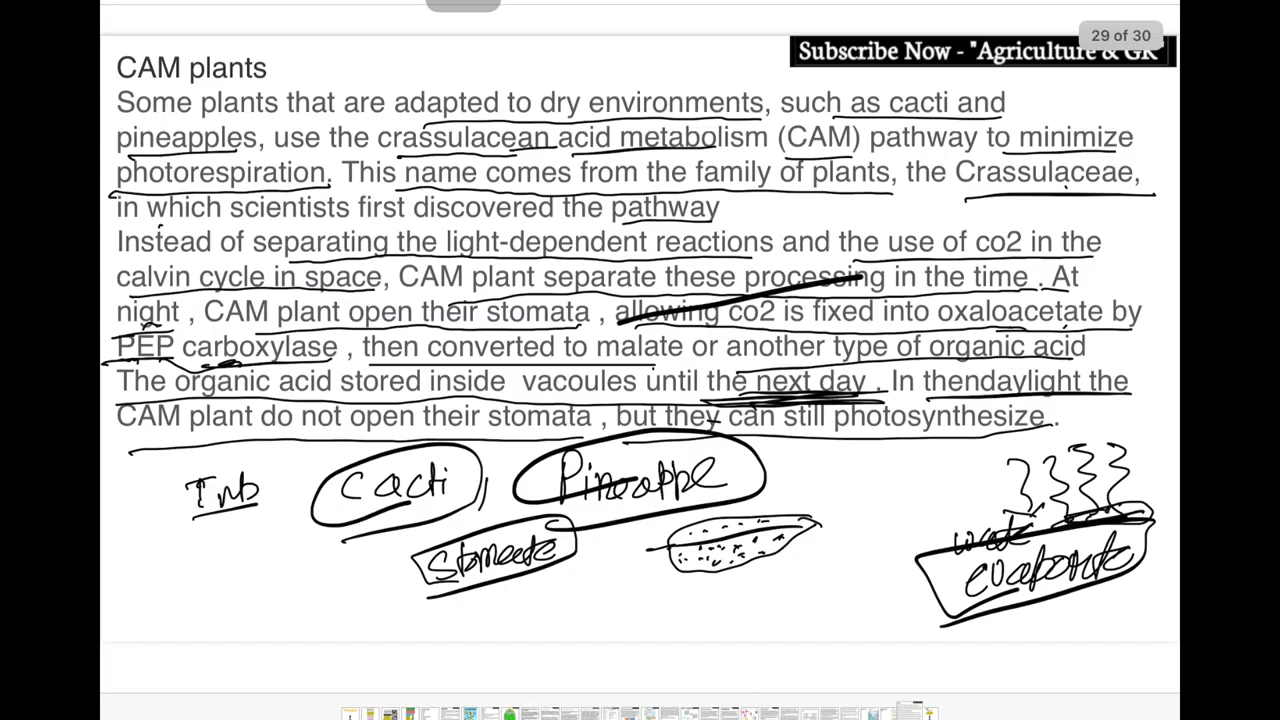 29 of 30
Subscribe Now - "Agriculture & GK"
CAM plants
Some plants that are adapted to dry environments, such as cacti and
pineapples, use the crassulacean acid metabolism (CAM) pathway to minimize
photorespiration. This name comes from the family of plants, the Crassulaceae,
in which scientists first discovered the pathway
Instead of separating the light-dependent reactions and the use of co2 in the
calvin cycle in space, CAM plant separate these processing in the time . At
night , CAM plant open their stomata , allowing co2 is fixed into oxaloacetate by
PEP carboxylase , then converted to malate or another type of organic acid
The organic acid stored inside vacoules until the next day . In thendaylight the
CAM plant do not open their stomata , but they can still photosynthesize .
Cacti, Pineapple
evaporate